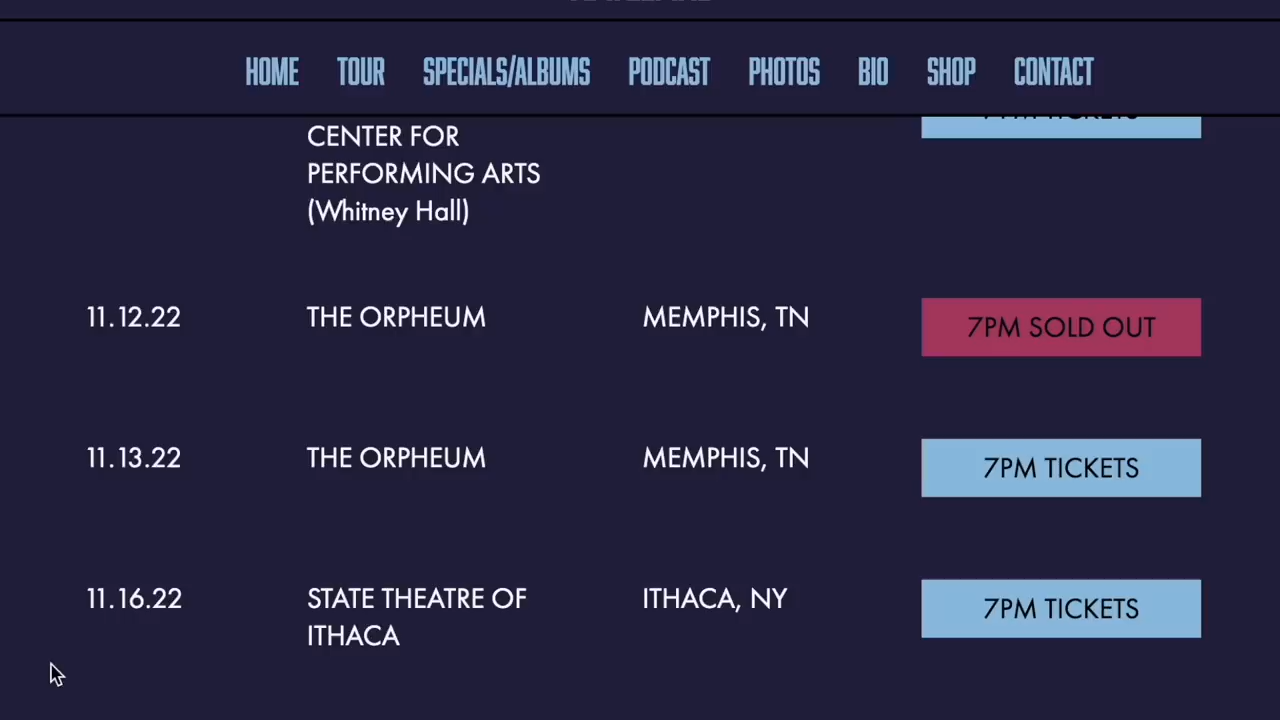 HOME TOUR SPECIALS/ALBUMS PODCAST PHOTOS BIO SHOP CONTACT
CENTER FOR
PERFORMING ARTS
(Whitney Hall)
11.12.22 THE ORPHEUM MEMPHIS, TN 7PM SOLD OUT
11.13.22 THE ORPHEUM MEMPHIS, TN 7PM TICKETS
11.16.22 STATE THEATRE OF ITHACA, NY 7PM TICKETS
ITHACA